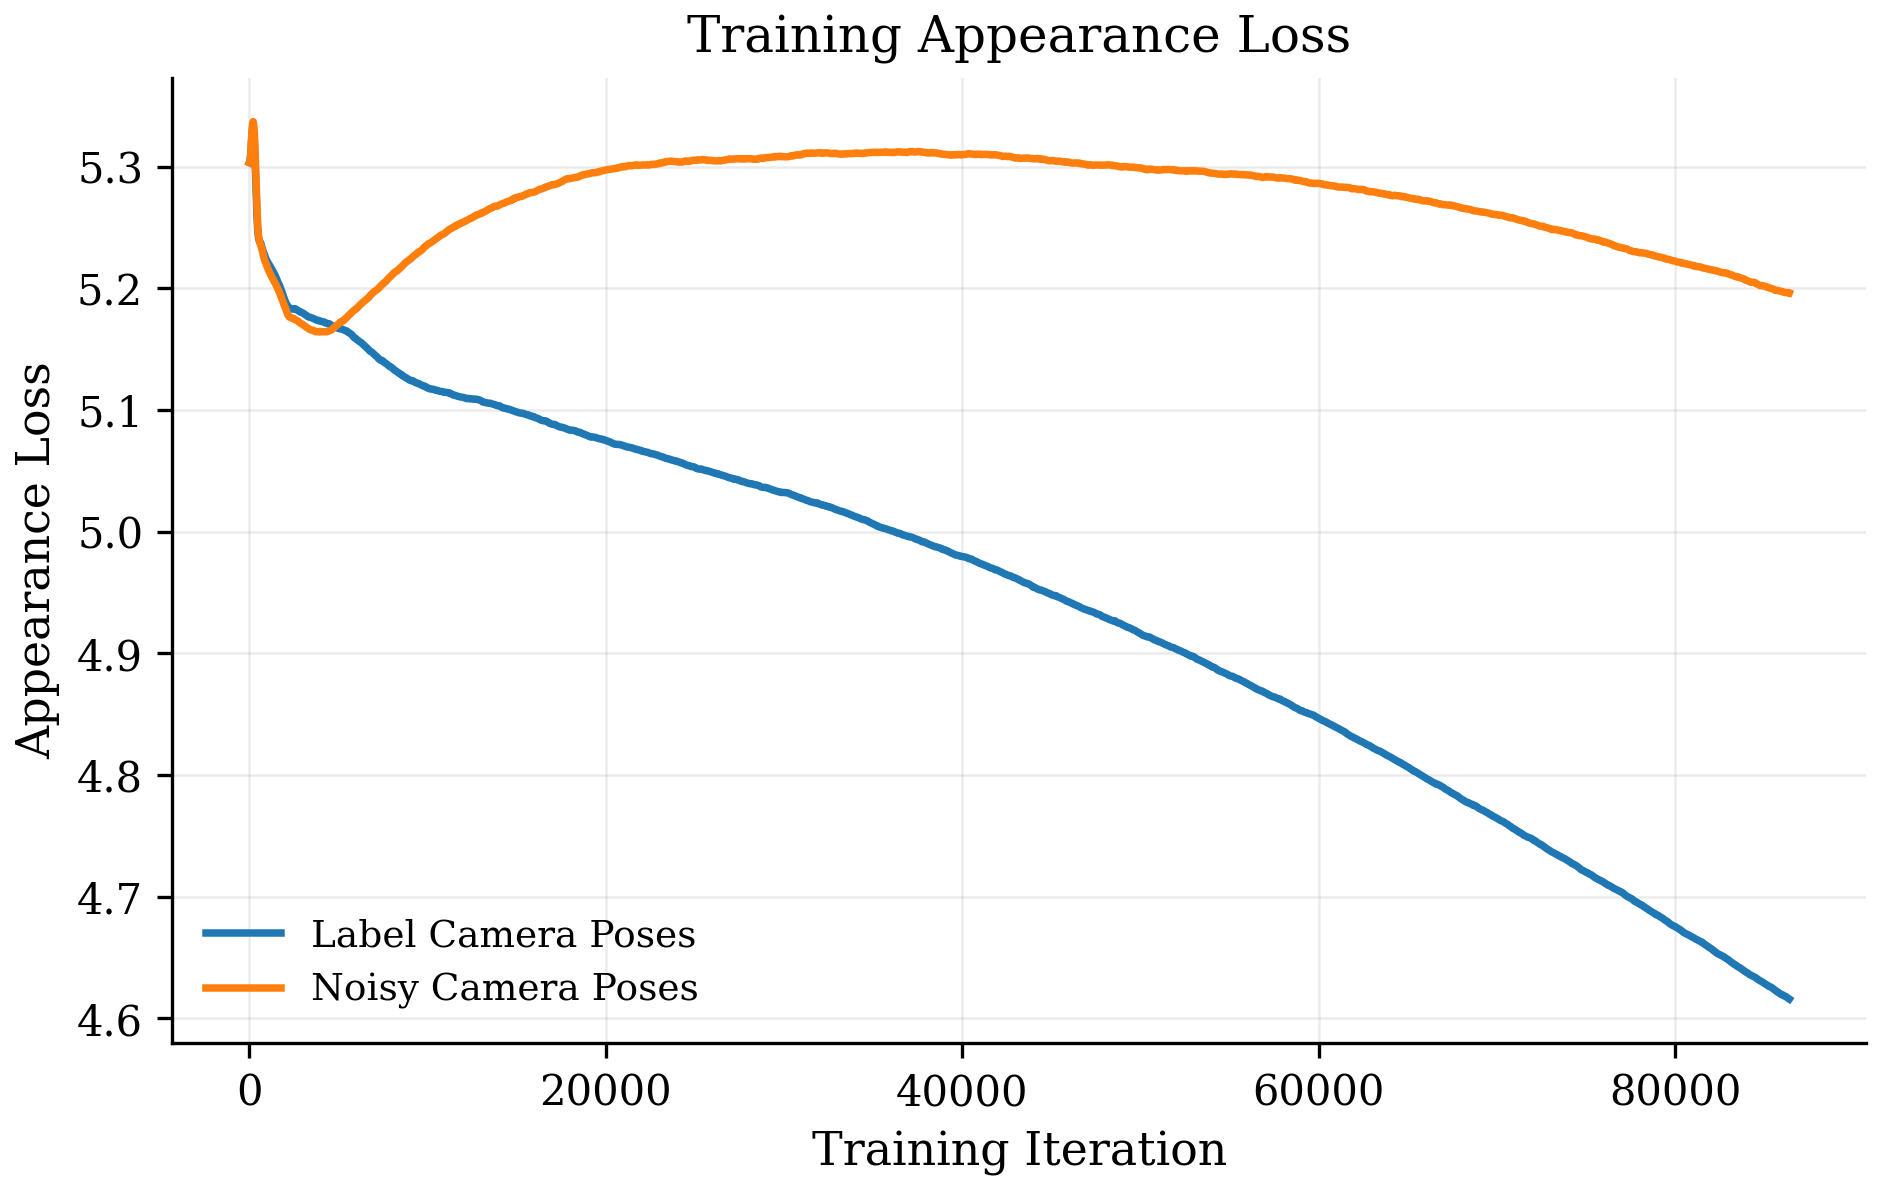 Training Appearance Loss
Appearance Loss
5.3
5.2
5.1
5.0
4.9
4.8
4.7
4.6
Label Camera Poses
Noisy Camera Poses
0 20000 40000 60000 80000
Training Iteration